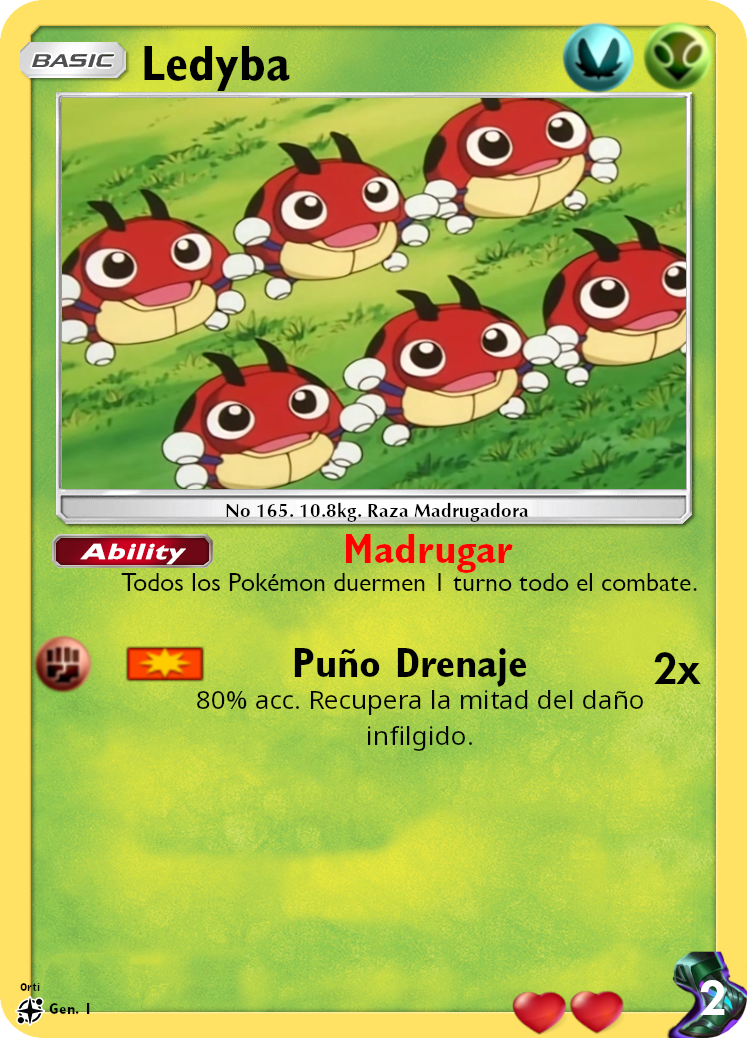 BASIC
Ledyba
No 165. 10.8kg. Raza Madrugadora
Ability
Madrugar
Todos los Pokémon duermen 1 turno todo el combate.
Puño Drenaje
2x
80% acc. Recupera la mitad del daño
infilgido.
Orti
Gen. 1
2